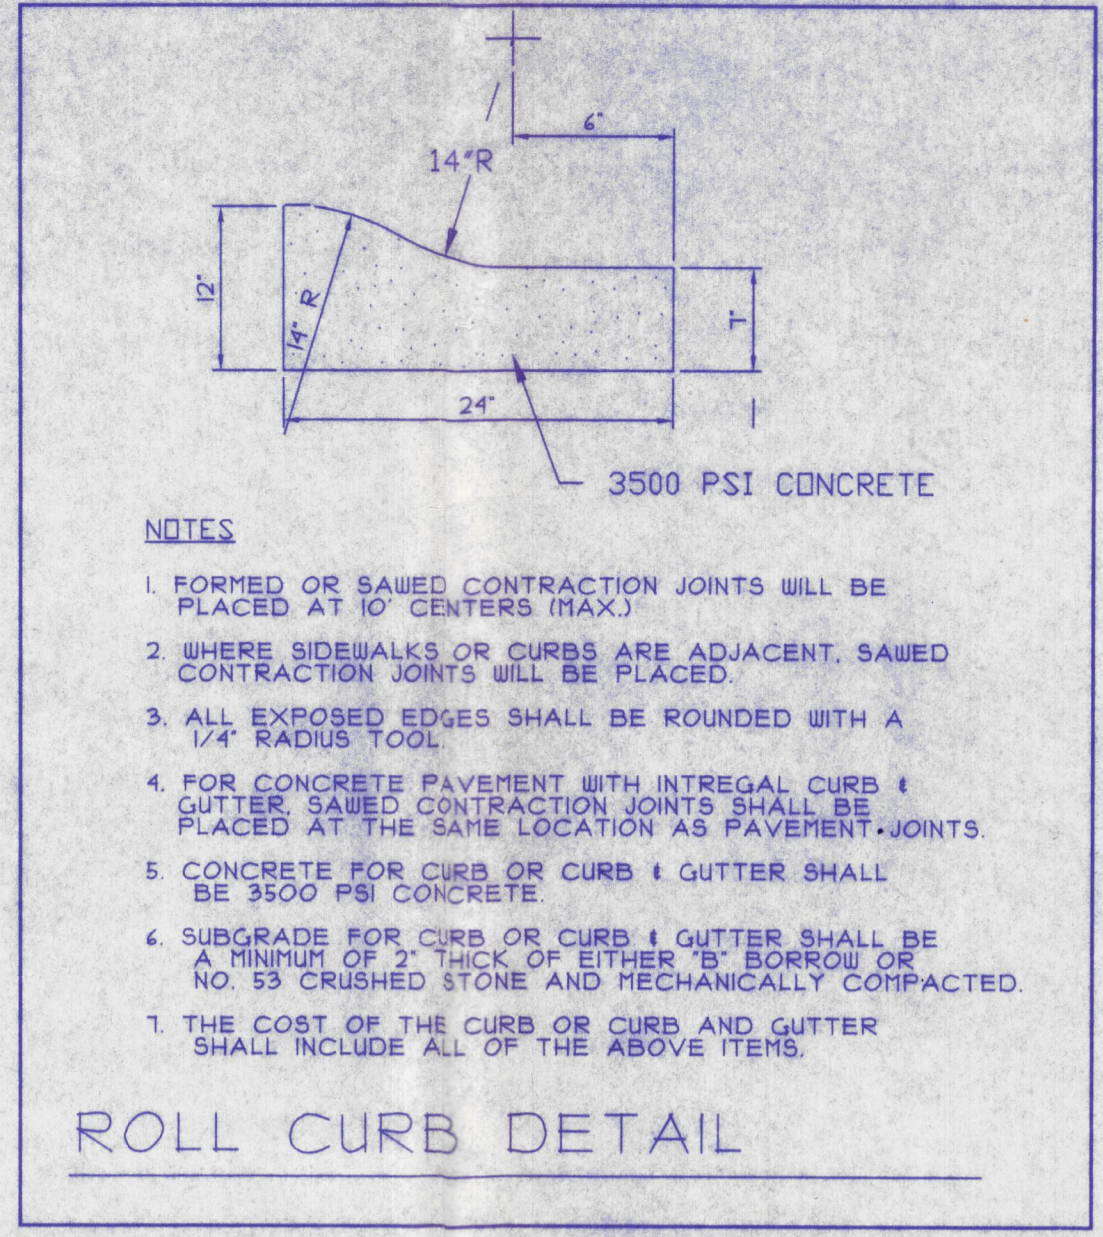 6"
14"R
12"
14" R
7"
24"
3500 PSI CONCRETE
NOTES
1. FORMED OR SAWED CONTRACTION JOINTS WILL BE
PLACED AT 10' CENTERS (MAX.)
2. WHERE SIDEWALKS OR CURBS ARE ADJACENT, SAWED
CONTRACTION JOINTS WILL BE PLACED.
3. ALL EXPOSED EDGES SHALL BE ROUNDED WITH A
1/4" RADIUS TOOL.
4. FOR CONCRETE PAVEMENT WITH INTREGAL CURB &
GUTTER, SAWED CONTRACTION JOINTS SHALL BE
PLACED AT THE SAME LOCATION AS PAVEMENT JOINTS.
5. CONCRETE FOR CURB OR CURB & GUTTER SHALL
BE 3500 PSI CONCRETE.
6. SUBGRADE FOR CURB OR CURB & GUTTER SHALL BE
A MINIMUM OF 2" THICK OF EITHER "B" BORROW OR
NO. 53 CRUSHED STONE AND MECHANICALLY COMPACTED.
7. THE COST OF THE CURB OR CURB AND GUTTER
SHALL INCLUDE ALL OF THE ABOVE ITEMS.
ROLL CURB DETAIL